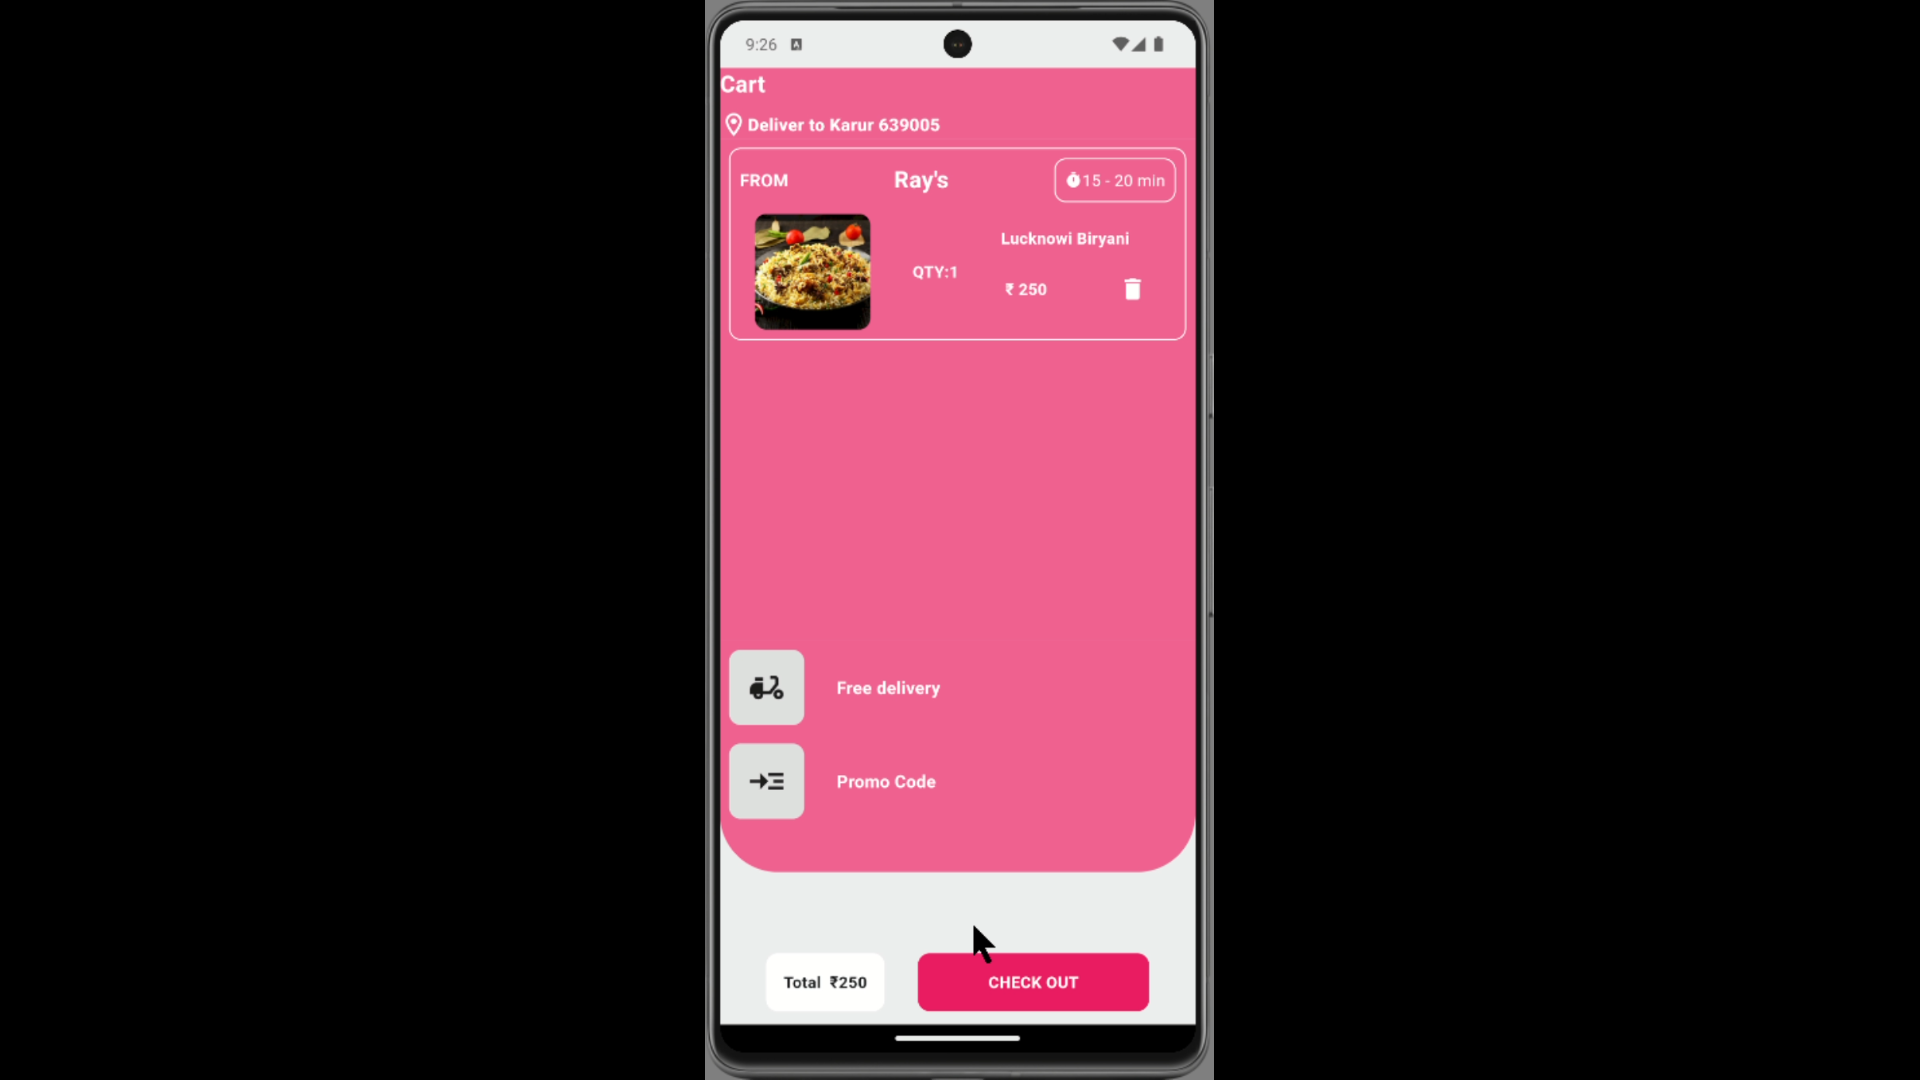 9:26
Cart
Deliver to Karur 639005
FROM Ray's 15 - 20 min
Lucknowi Biryani
QTY:1
₹ 250
Free delivery
Promo Code
Total ₹250 CHECK OUT